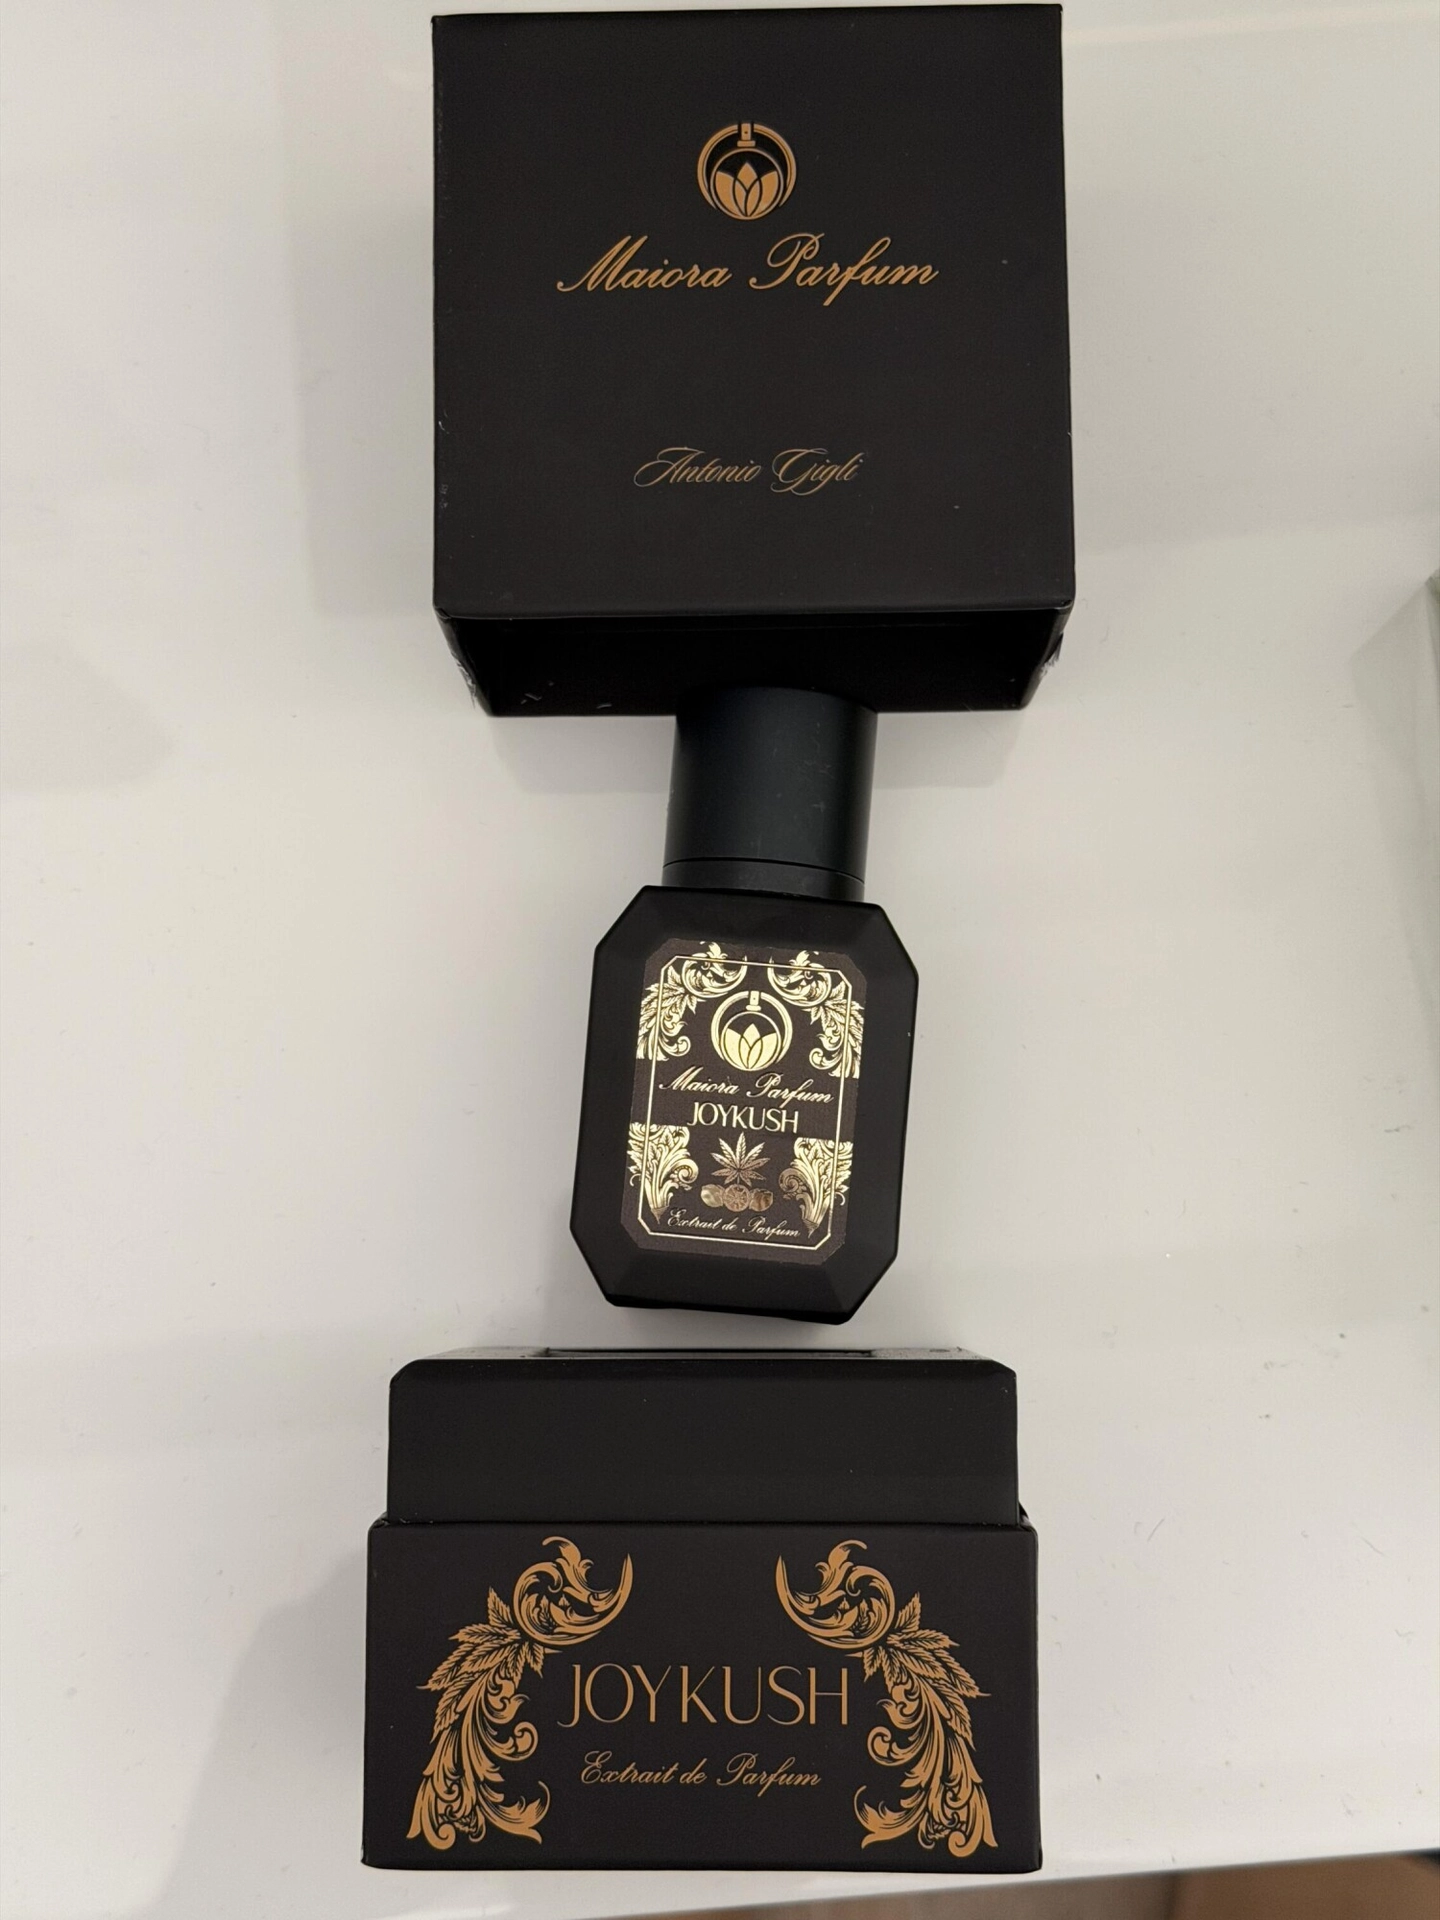 Maiora Parfum
Antonio Gigli
Maiora Parfum
JOYKUSH
Extrait de Parfum
JOYKUSH
Extrait de Parfum